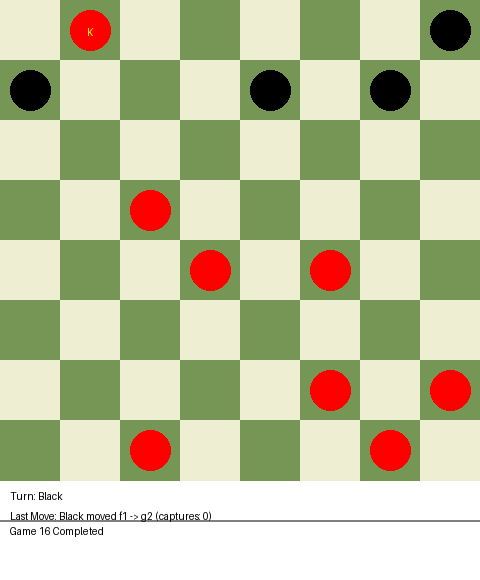 K
Turn: Black
Last Move: Black moved f1 -> g2 (captures: 0)
Game 16 Completed